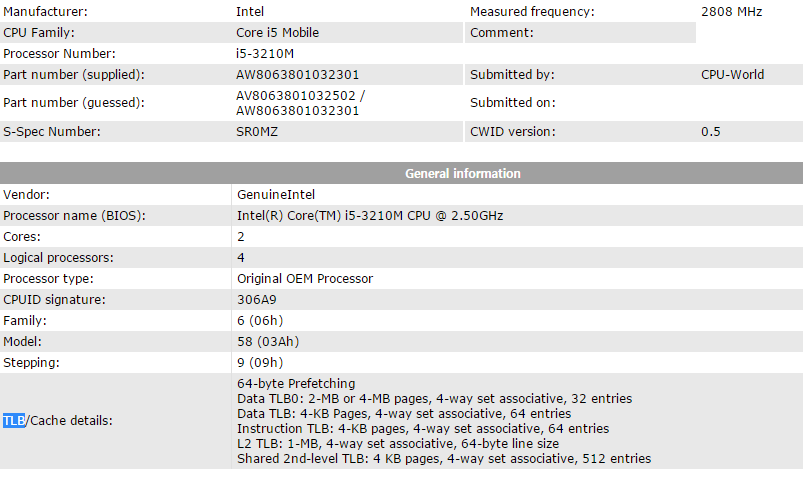 Manufacturer: Intel Measured frequency: 2808 MHz
CPU Family: Core i5 Mobile Comment:
Processor Number: i5-3210M
Part number (supplied): AW8063801032301 Submitted by: CPU-World
Part number (guessed): AV8063801032502 / AW8063801032301 Submitted on:
S-Spec Number: SR0MZ CWID version: 0.5
General information
Vendor: GenuineIntel
Processor name (BIOS): Intel(R) Core(TM) i5-3210M CPU @ 2.50GHz
Cores: 2
Logical processors: 4
Processor type: Original OEM Processor
CPUID signature: 306A9
Family: 6 (06h)
Model: 58 (03Ah)
Stepping: 9 (09h)
TLB/Cache details: 64-byte Prefetching
Data TLB0: 2-MB or 4-MB pages, 4-way set associative, 32 entries
Data TLB: 4-KB Pages, 4-way set associative, 64 entries
Instruction TLB: 4-KB pages, 4-way set associative, 64 entries
L2 TLB: 1-MB, 4-way set associative, 64-byte line size
Shared 2nd-level TLB: 4 KB pages, 4-way set associative, 512 entries